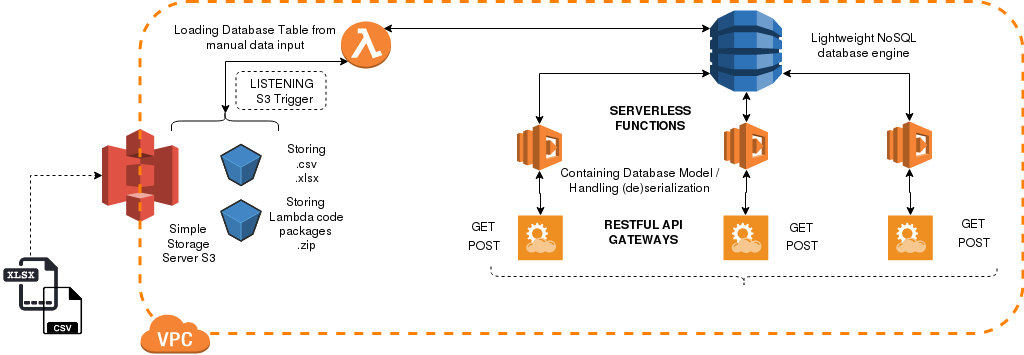 Loading Database Table from
manual data input
λ
Lightweight NoSQL
database engine
LISTENING
S3 Trigger
SERVERLESS
FUNCTIONS
Storing
.csv
.xlsx
Containing Database Model /
Handling (de)serialization
Storing
Lambda code
packages
.zip
Simple
Storage
Server S3
GET
POST
RESTFUL API
GATEWAYS
GET
POST
GET
POST
XLSX
CSV
VPC